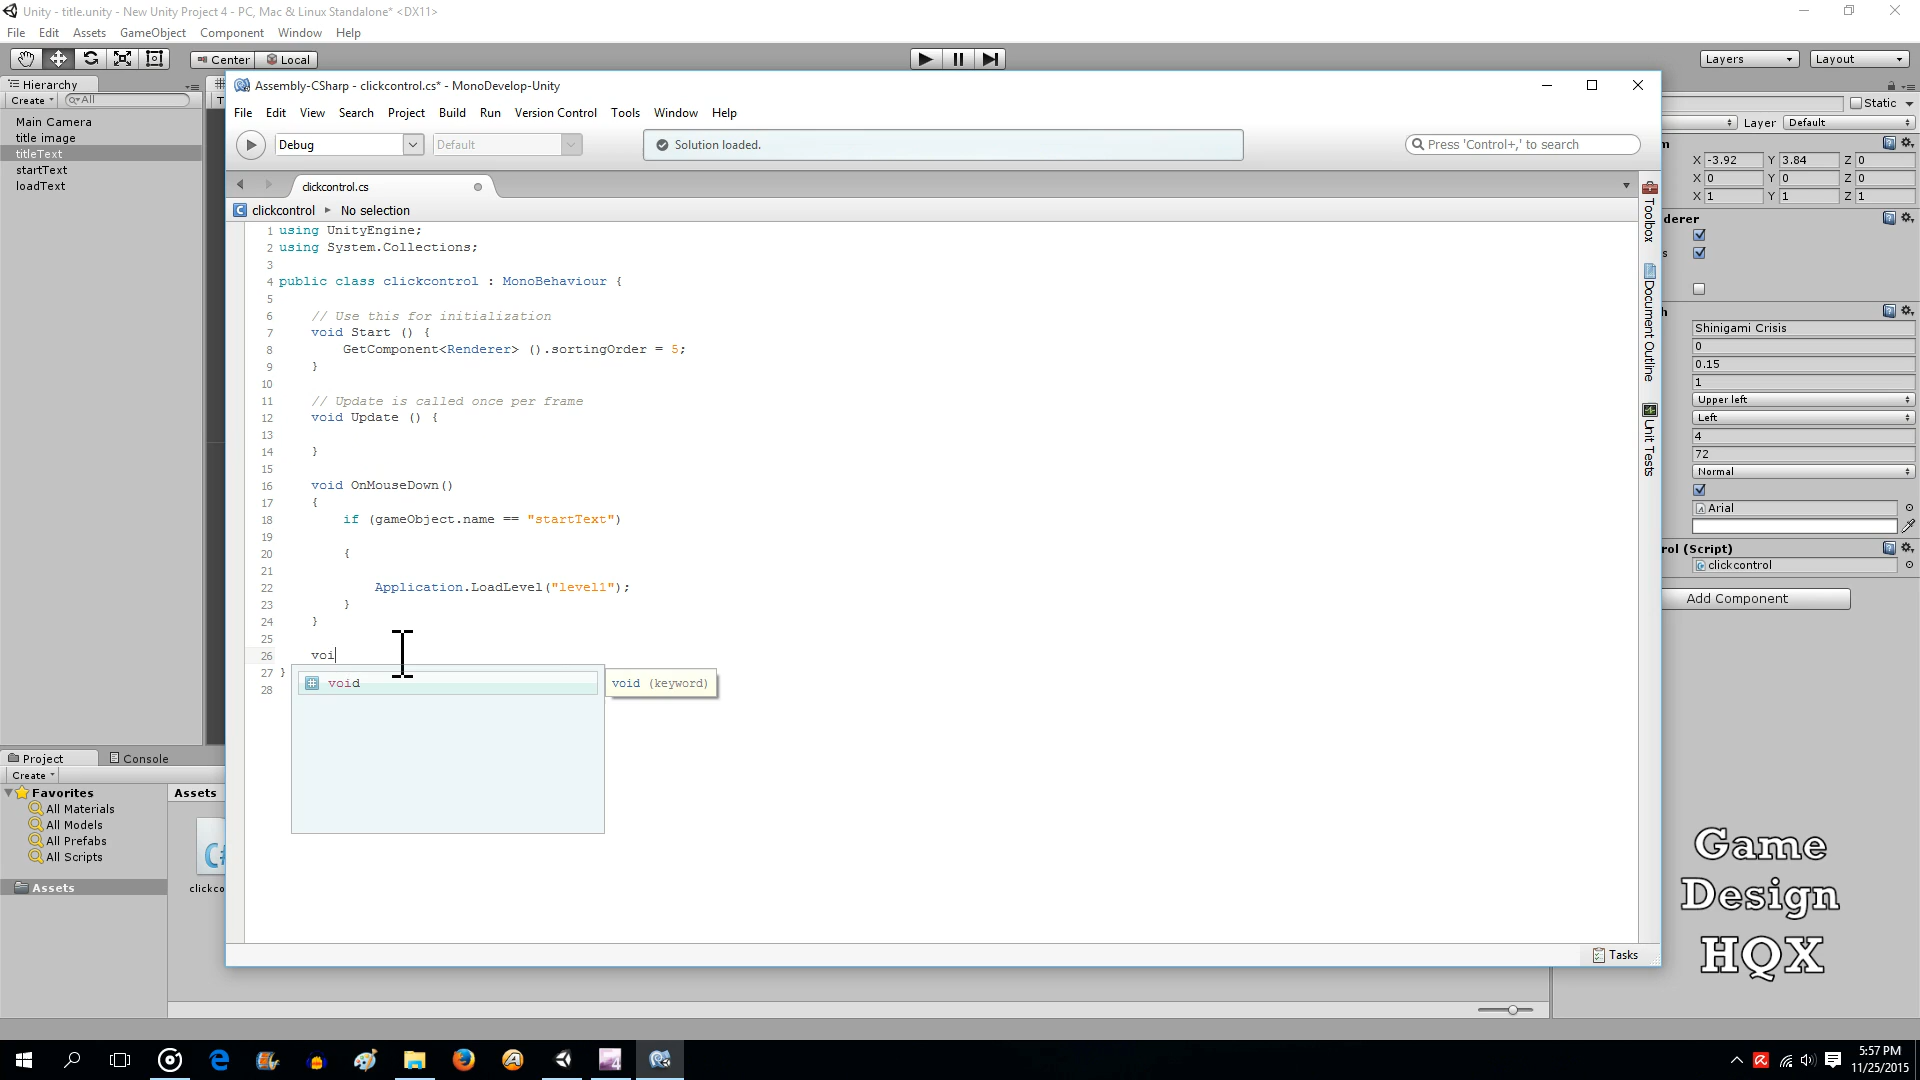 Unity - title.unity - New Unity Project 4 - PC, Mac & Linux Standalone* <DX11>
File Edit Assets GameObject Component Window Help
Center Local
Layers Layout
Hierarchy
Create All
Main Camera
title image
titleText
startText
loadText
Assembly-CSharp - clickcontrol.cs* - MonoDevelop-Unity
File Edit View Search Project Build Run Version Control Tools Window Help
Debug Default Solution loaded. Press 'Control+,' to search
clickcontrol.cs
clickcontrol No selection
1 using UnityEngine;
2 using System.Collections;
3
4 public class clickcontrol : MonoBehaviour {
5
6 // Use this for initialization
7 void Start () {
8 GetComponent<Renderer> ().sortingOrder = 5;
9 }
10
11 // Update is called once per frame
12 void Update () {
13
14 }
15
16 void OnMouseDown()
17 {
18 if (gameObject.name == "startText")
19
20 {
21
22 Application.LoadLevel("level1");
23 }
24 }
25
26 voi
27 }
28
void
void (keyword)
Toolbox
Document Outline
Unit Tests
Tasks
Static
Layer Default
X -3.92 Y 3.84 Z 0
X 0 Y 0 Z 0
X 1 Y 1 Z 1
derer
Shinigami Crisis
0
0.15
1
Upper left
Left
4
72
Normal
Arial
rol (Script)
clickcontrol
Add Component
Project Console
Create
Favorites
All Materials
All Models
All Prefabs
All Scripts
Assets
Assets
C#
clickco
Game
Design
HQX
5:57 PM
11/25/2015